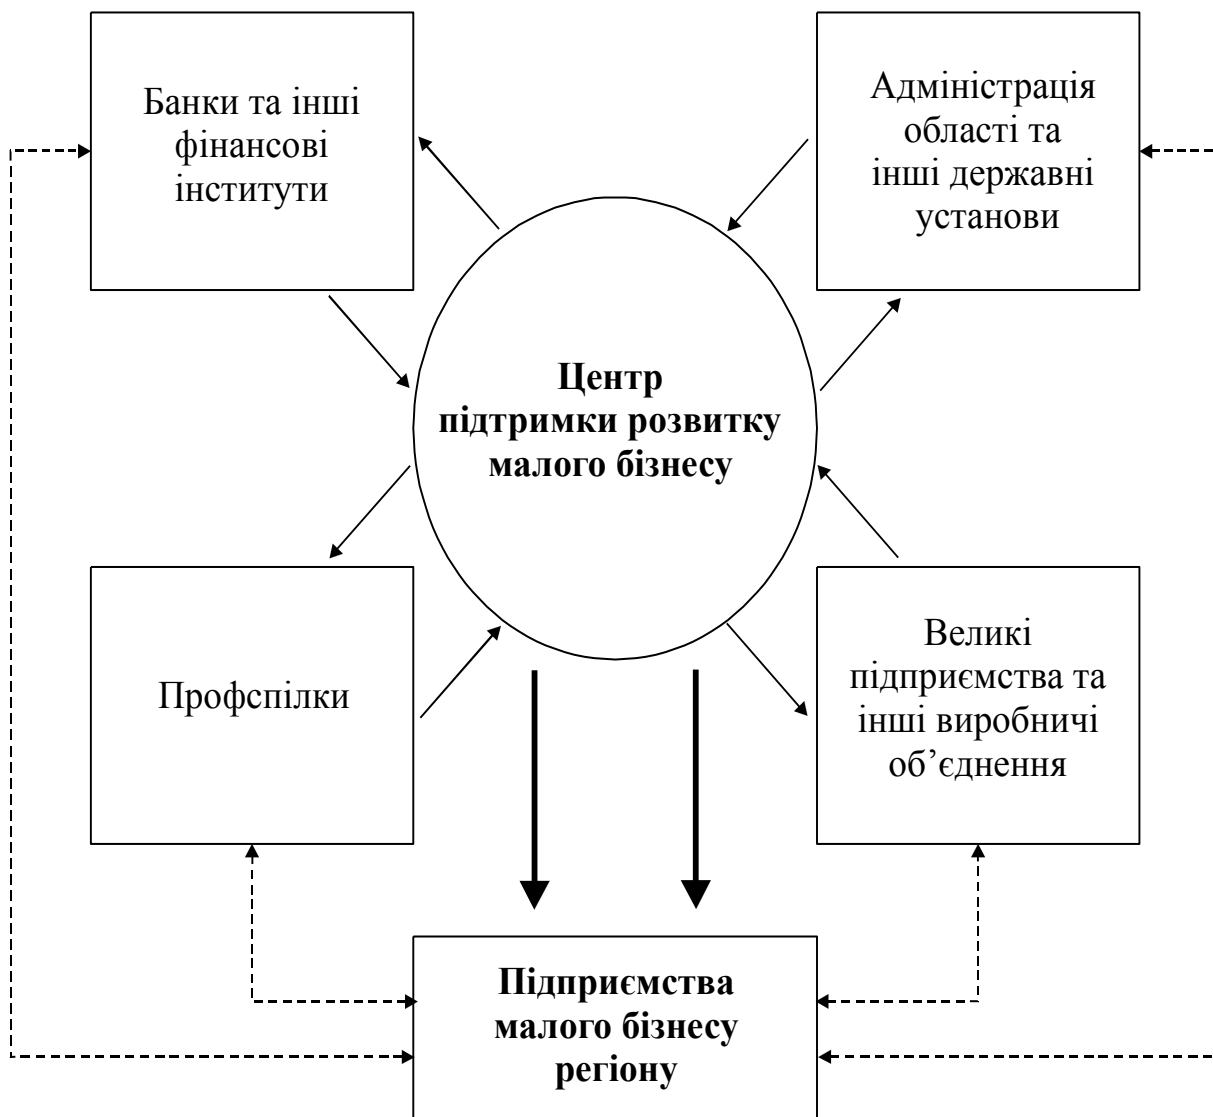 Банки та інші
фінансові
інститути
Адміністрація
області та
інші державні
установи
Центр
підтримки розвитку
малого бізнесу
Профспілки
Великі
підприємства та
інші виробничі
об’єднення
Підприємства
малого бізнесу
регіону